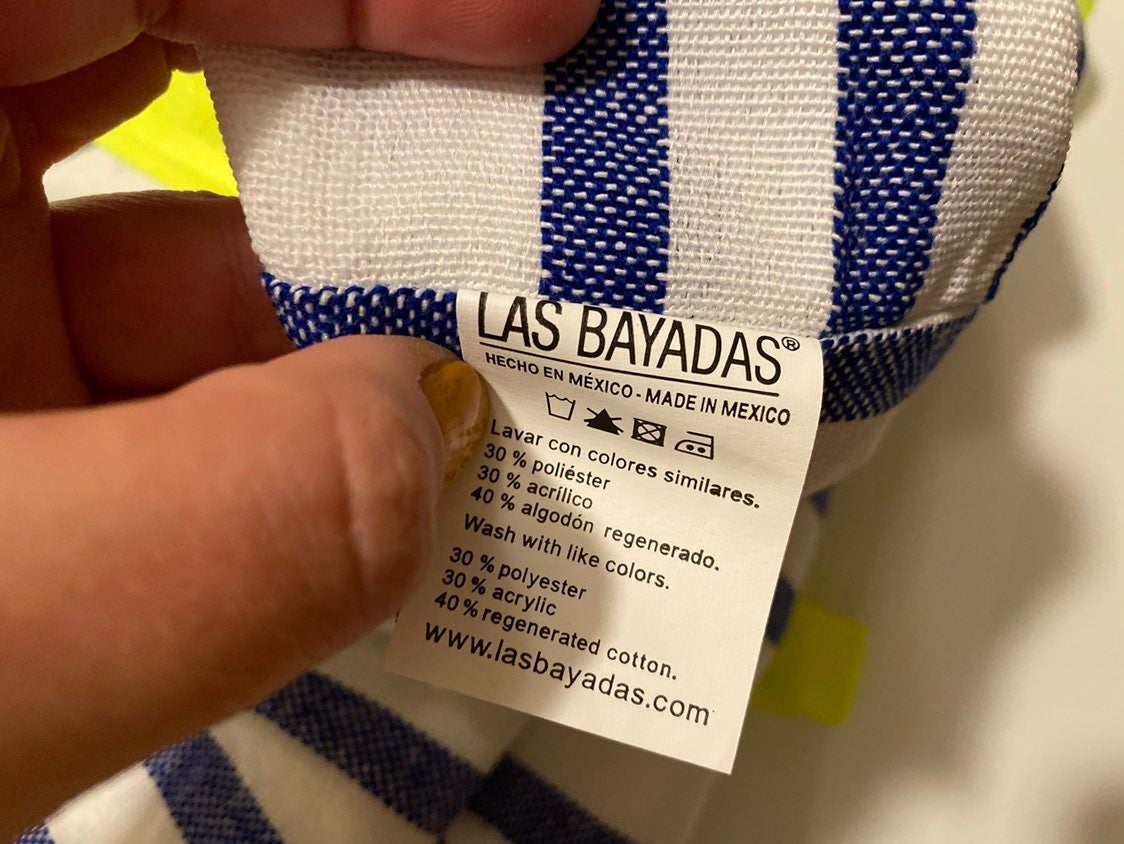 LAS BAYADAS®
HECHO EN MÉXICO - MADE IN MEXICO
Lavar con colores similares.
30 % poliéster
30 % acrílico
40 % algodón regenerado.
Wash with like colors.
30 % polyester
30 % acrylic
40 % regenerated cotton.
www.lasbayadas.com